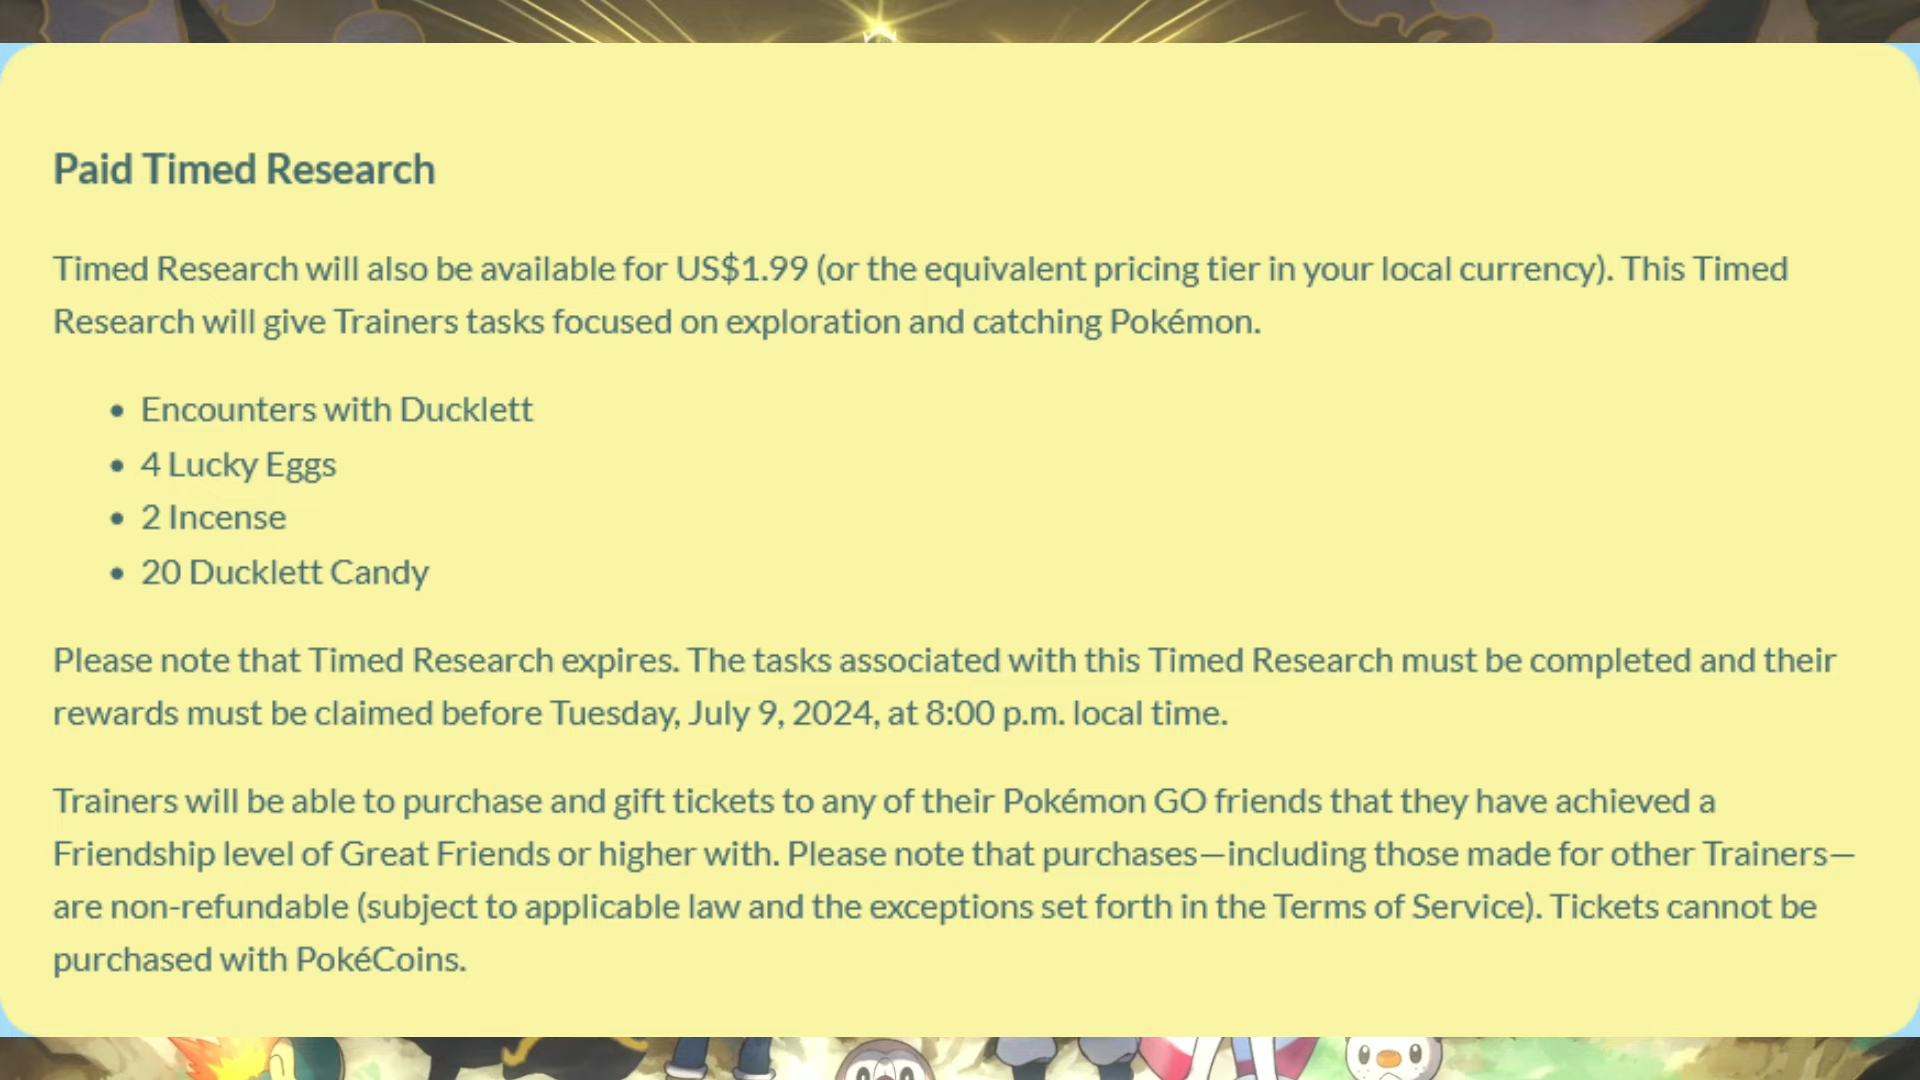 Paid Timed Research
Timed Research will also be available for US$1.99 (or the equivalent pricing tier in your local currency). This Timed
Research will give Trainers tasks focused on exploration and catching Pokémon.
• Encounters with Ducklett
• 4 Lucky Eggs
• 2 Incense
• 20 Ducklett Candy
Please note that Timed Research expires. The tasks associated with this Timed Research must be completed and their
rewards must be claimed before Tuesday, July 9, 2024, at 8:00 p.m. local time.
Trainers will be able to purchase and gift tickets to any of their Pokémon GO friends that they have achieved a
Friendship level of Great Friends or higher with. Please note that purchases—including those made for other Trainers—
are non-refundable (subject to applicable law and the exceptions set forth in the Terms of Service). Tickets cannot be
purchased with PokéCoins.